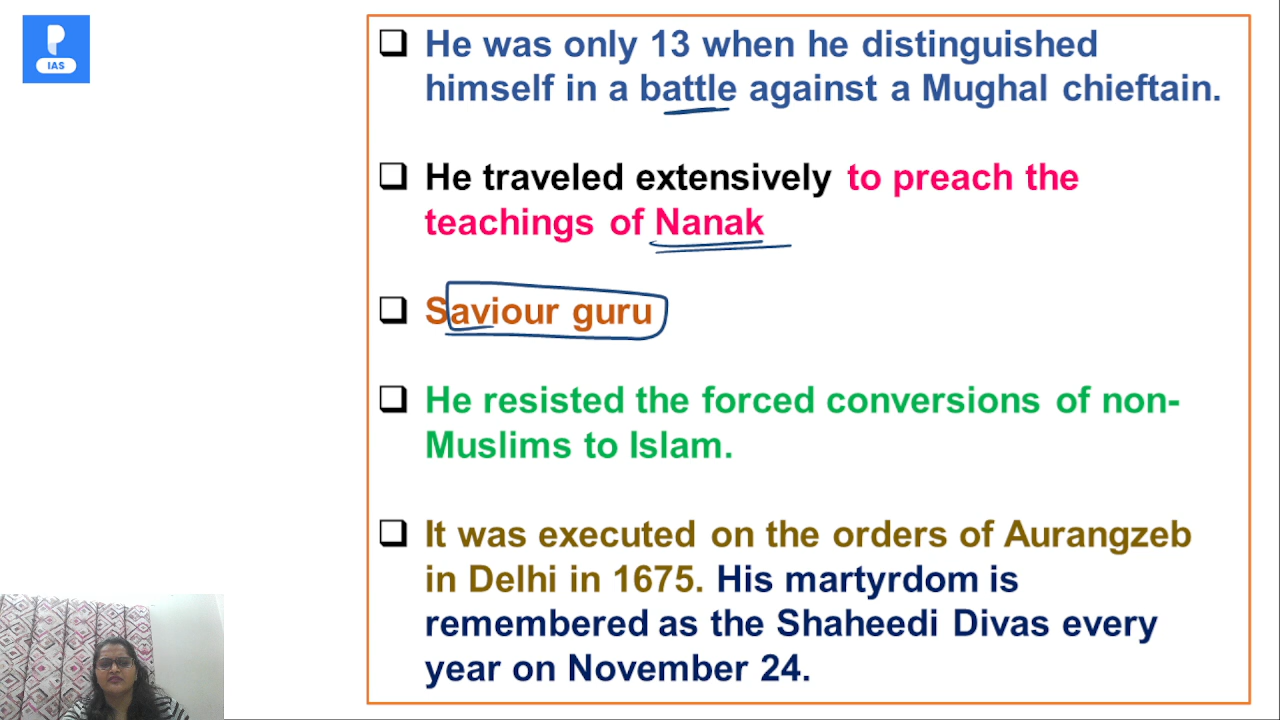 IAS
He was only 13 when he distinguished
himself in a battle against a Mughal chieftain.
He traveled extensively to preach the
teachings of Nanak
Saviour guru
He resisted the forced conversions of non-
Muslims to Islam.
It was executed on the orders of Aurangzeb
in Delhi in 1675. His martyrdom is
remembered as the Shaheedi Divas every
year on November 24.